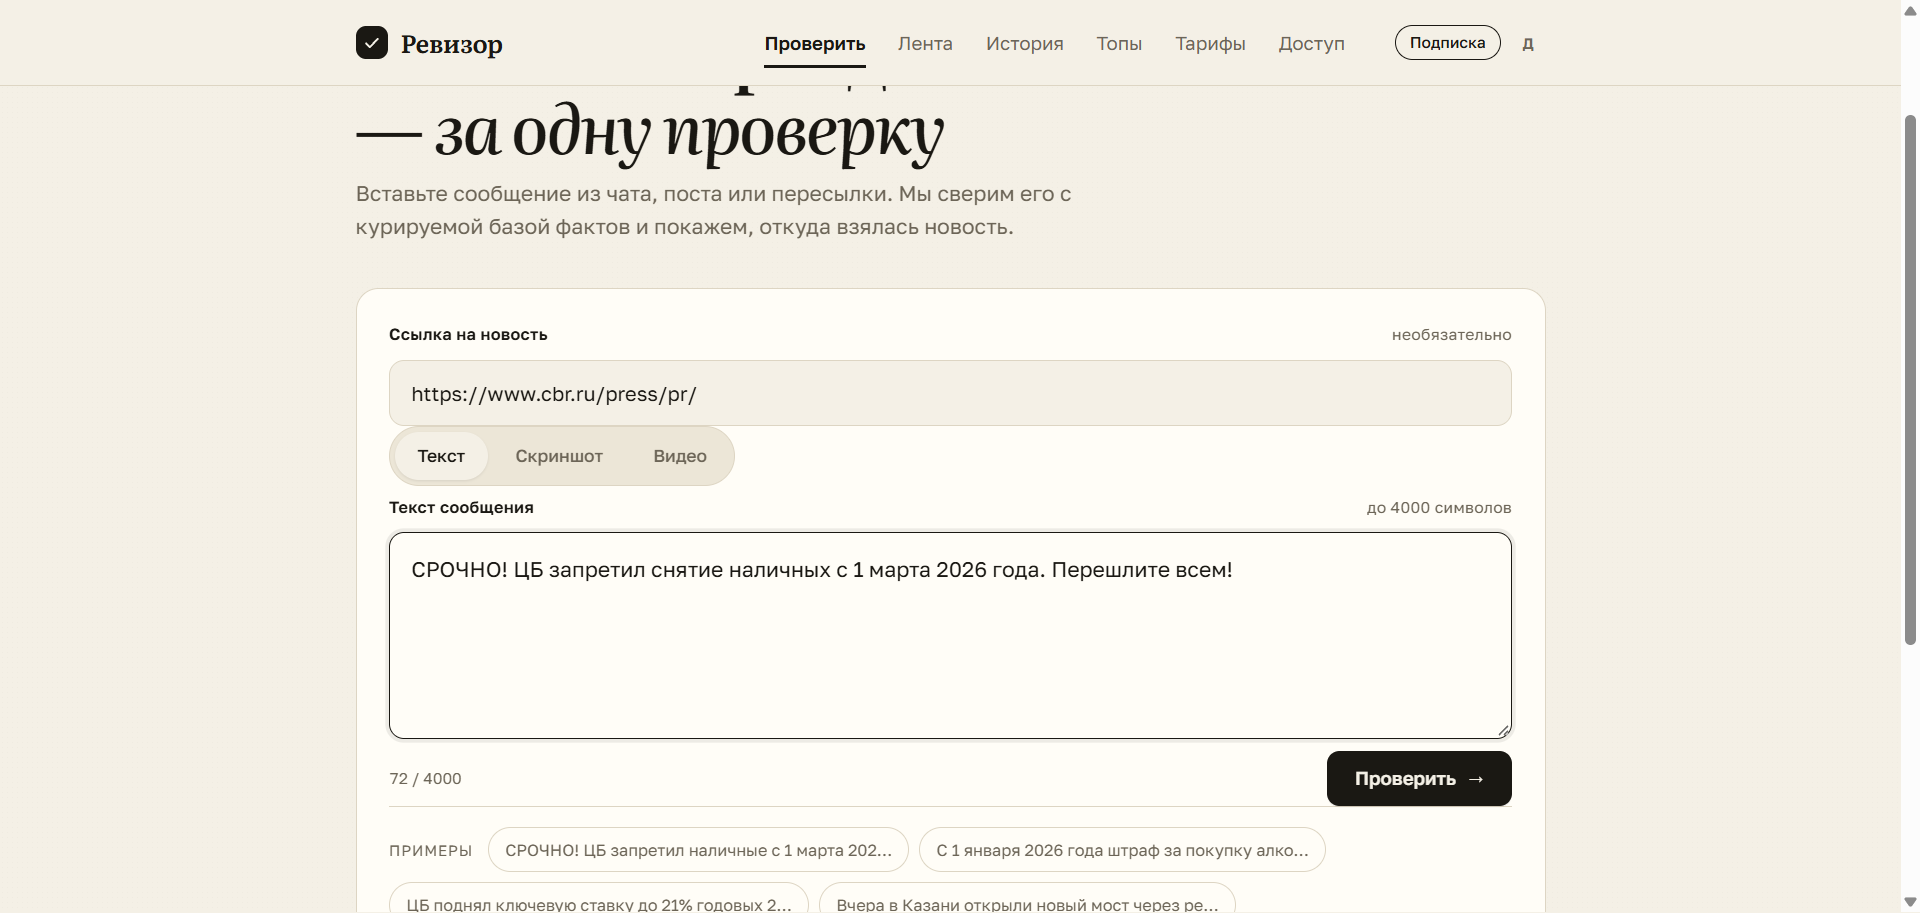 Ревизор
Проверить
Лента
История
Топы
Тарифы
Доступ
Подписка
Д
— за одну проверку
Вставьте сообщение из чата, поста или пересылки. Мы сверим его с
курируемой базой фактов и покажем, откуда взялась новость.
Ссылка на новость
необязательно
https://www.cbr.ru/press/pr/
Текст
Скриншот
Видео
Текст сообщения
до 4000 символов
СРОЧНО! ЦБ запретил снятие наличных с 1 марта 2026 года. Перешлите всем!
72 / 4000
Проверить →
ПРИМЕРЫ
СРОЧНО! ЦБ запретил наличные с 1 марта 202...
С 1 января 2026 года штраф за покупку алко...
ЦБ поднял ключевую ставку до 21% годовых 2...
Вчера в Казани открыли новый мост через ре...